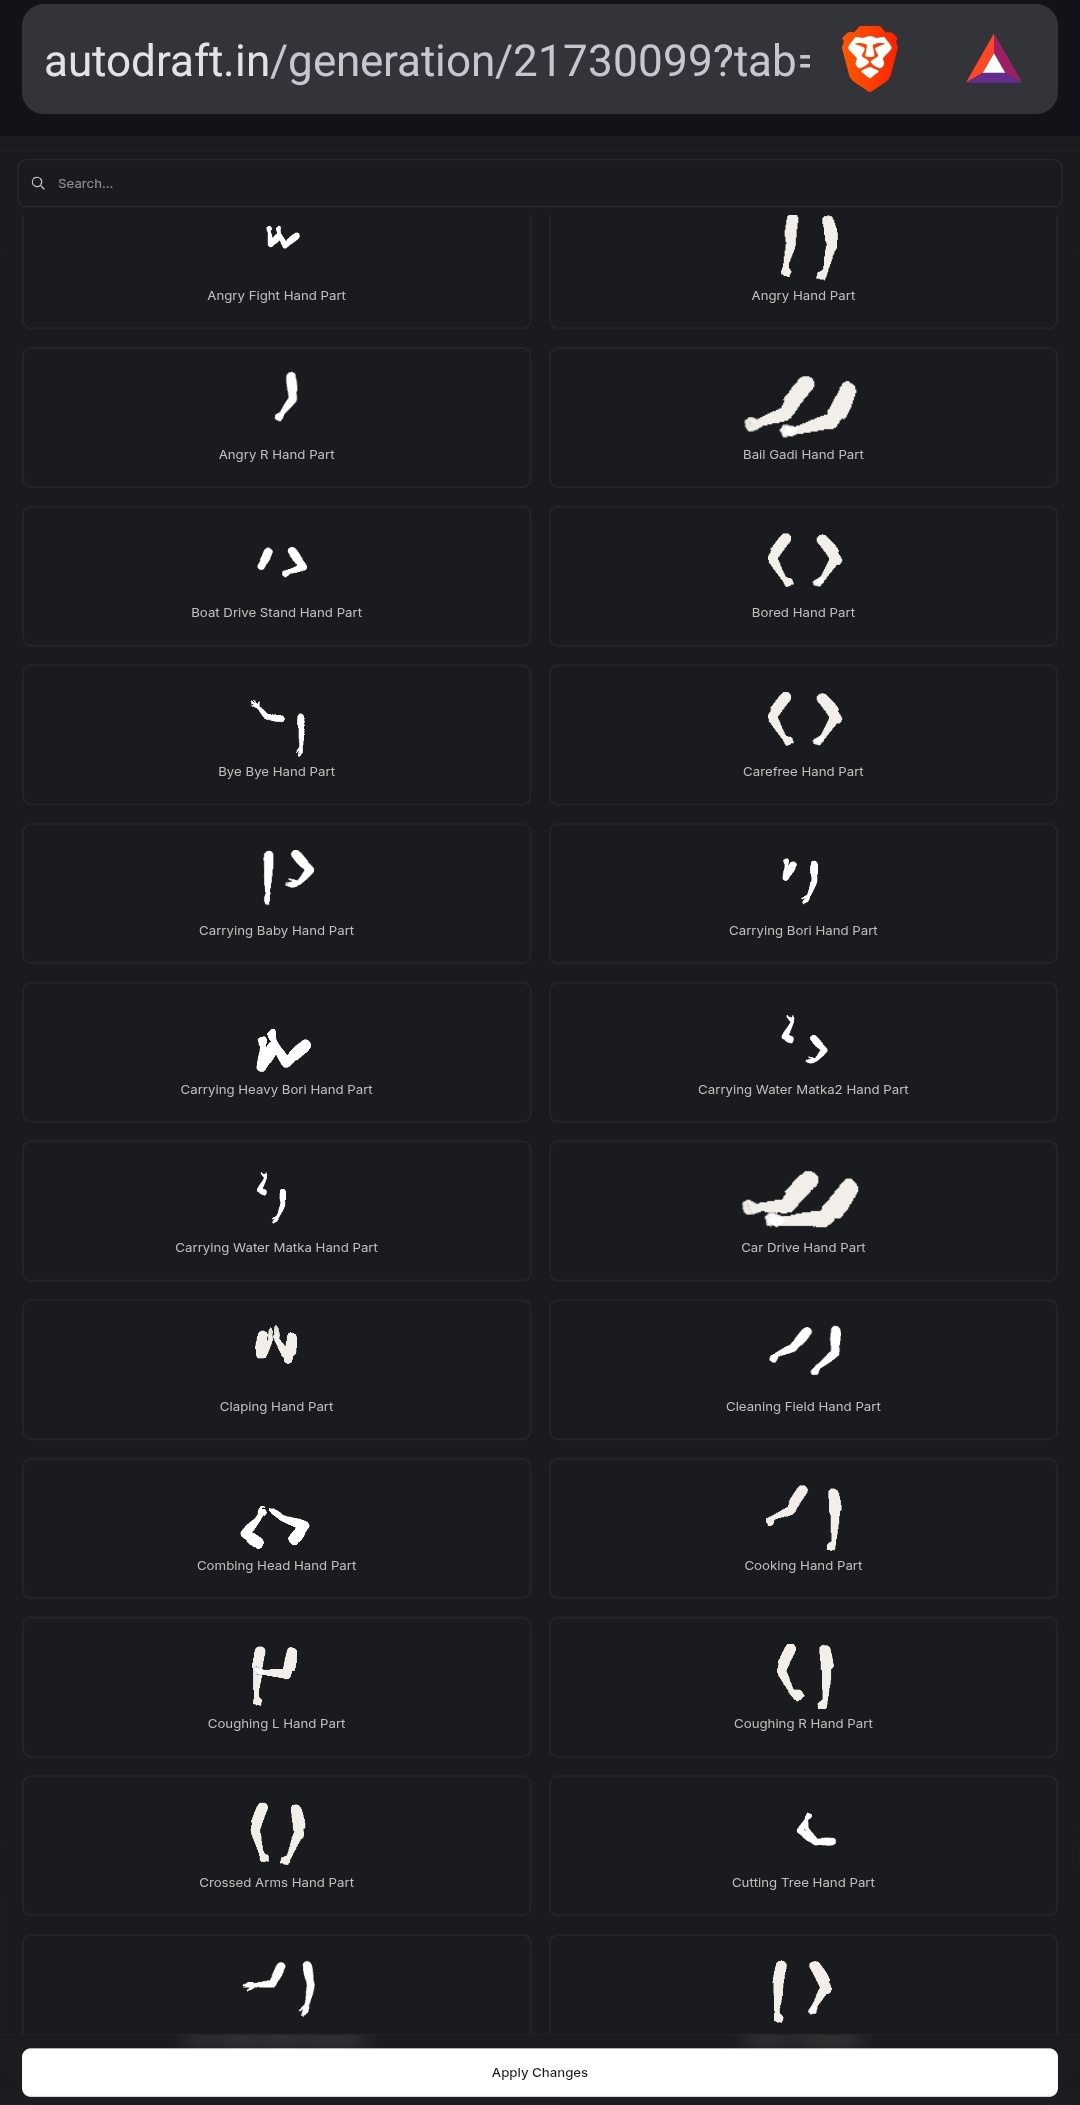 autodraft.in/generation/21730099?tab=
Search...
Angry Fight Hand Part
Angry Hand Part
Angry R Hand Part
Bail Gadi Hand Part
Boat Drive Stand Hand Part
Bored Hand Part
Bye Bye Hand Part
Carefree Hand Part
Carrying Baby Hand Part
Carrying Bori Hand Part
Carrying Heavy Bori Hand Part
Carrying Water Matka2 Hand Part
Carrying Water Matka Hand Part
Car Drive Hand Part
Claping Hand Part
Cleaning Field Hand Part
Combing Head Hand Part
Cooking Hand Part
Coughing L Hand Part
Coughing R Hand Part
Crossed Arms Hand Part
Cutting Tree Hand Part
Apply Changes